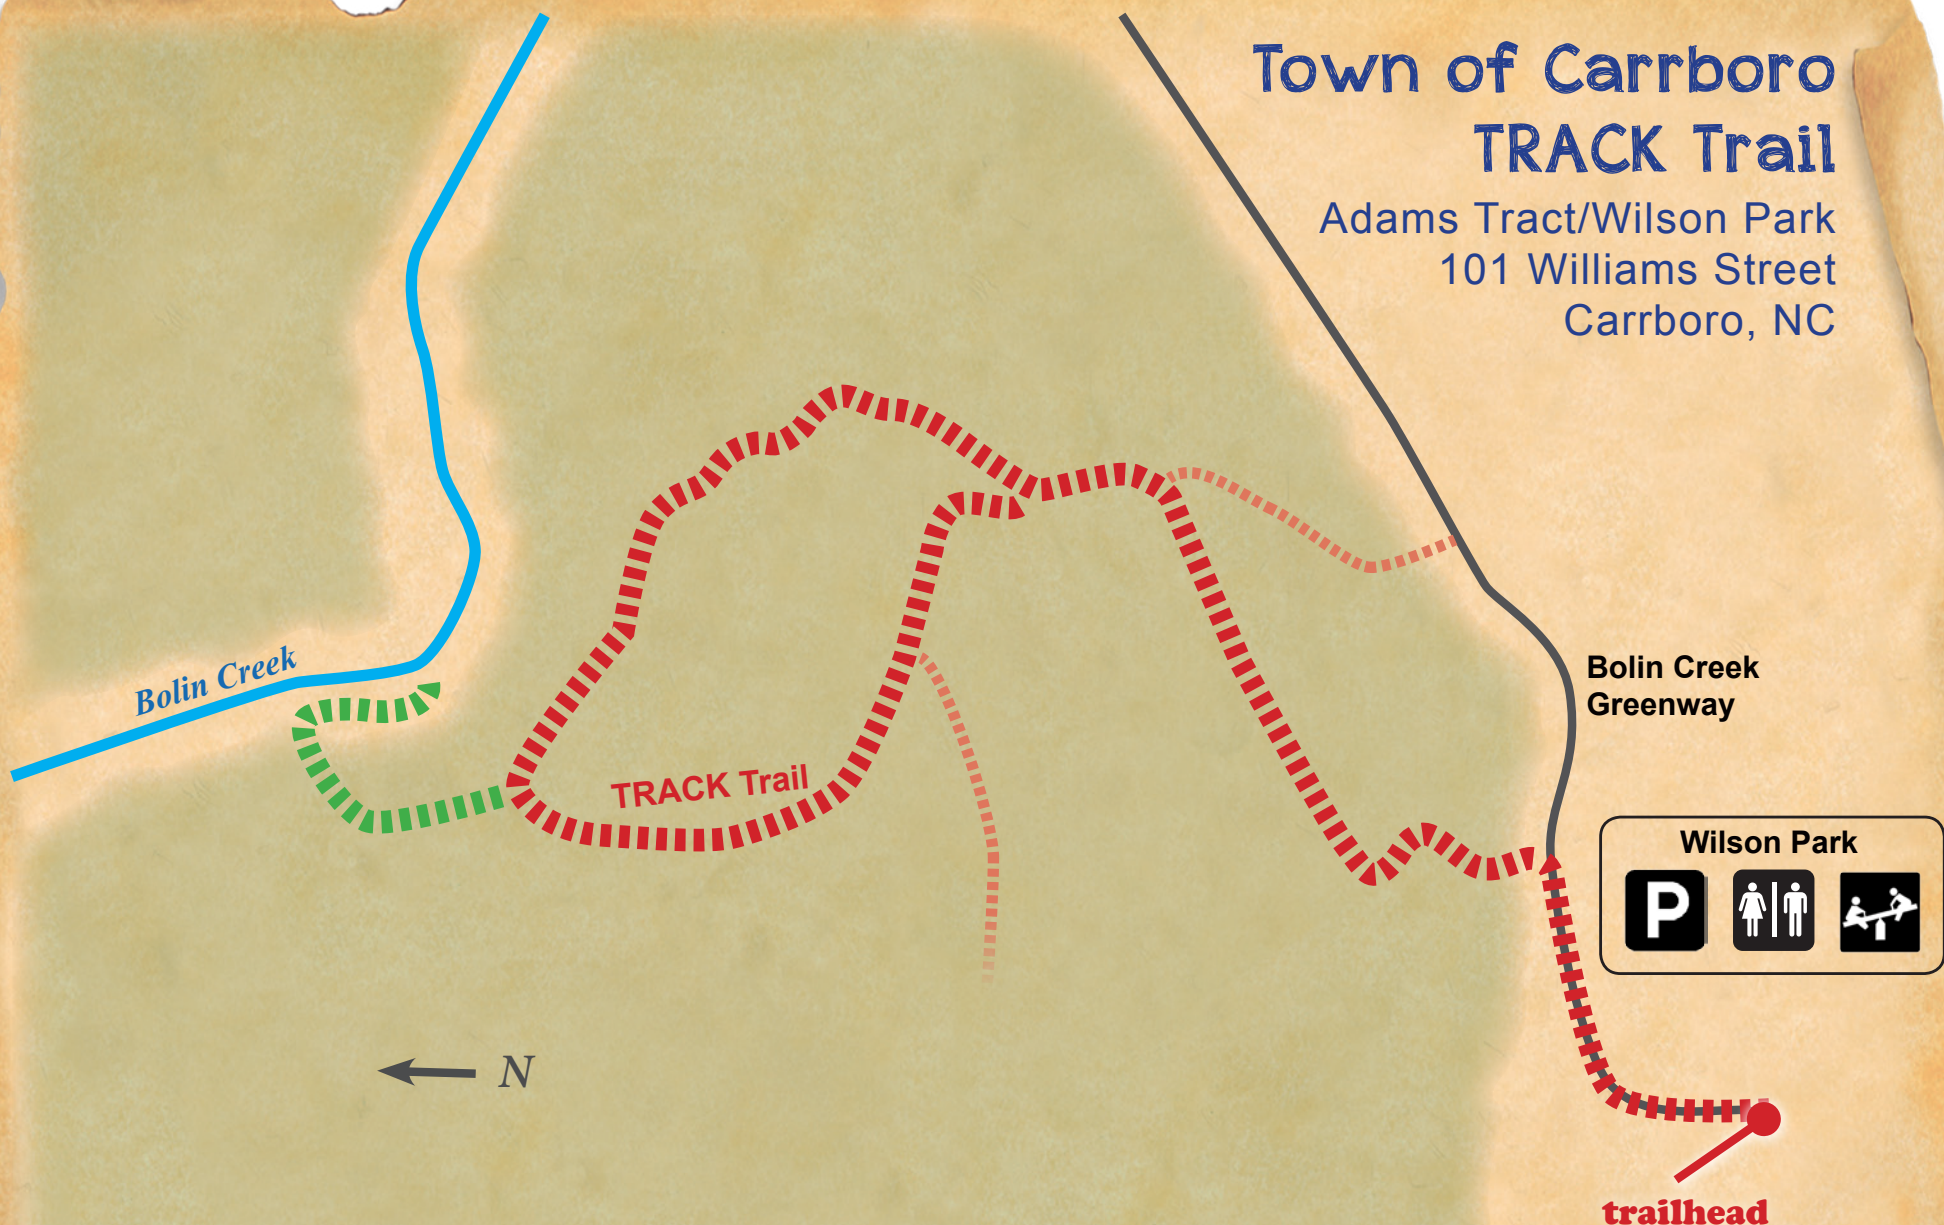 Town of Carrboro
TRACK Trail
Adams Tract/Wilson Park
101 Williams Street
Carrboro, NC
Bolin Creek
Bolin Creek
Greenway
TRACK Trail
Wilson Park
P
N
trailhead